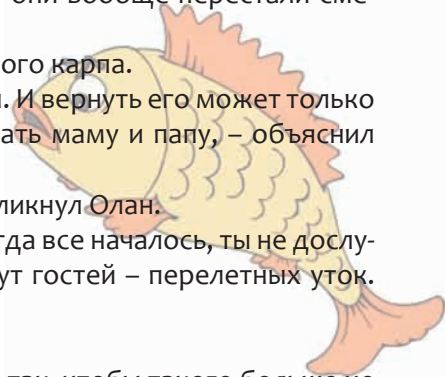 они вообще перестали сме-
ого карпа.
. И вернуть его может только
ать маму и папу, – объяснил
ликнул Олан.
гда все началось, ты не дослу-
ут гостей – перелетных уток.
так, чтобы такого больше не